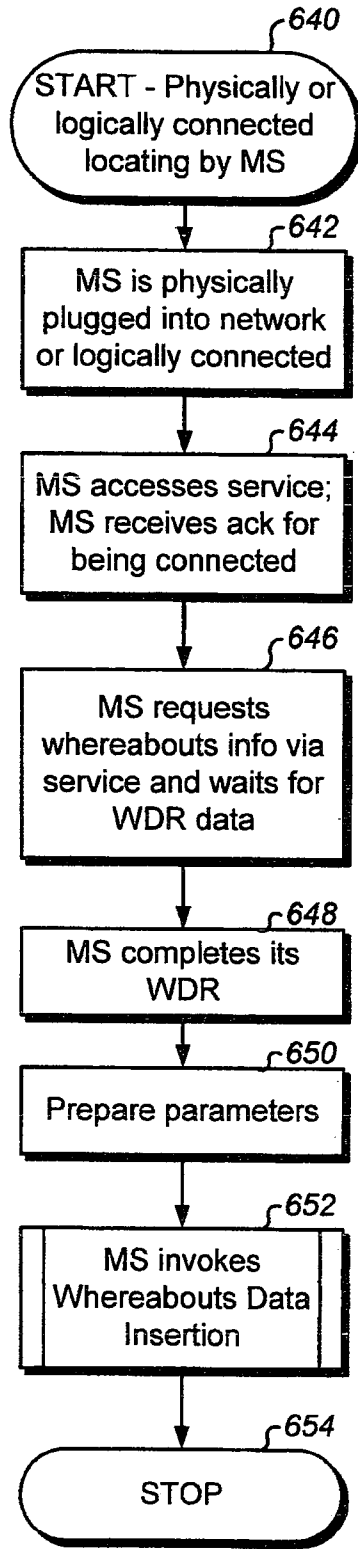 640
START - Physically or
logically connected
locating by MS
642
MS is physically
plugged into network
or logically connected
644
MS accesses service;
MS receives ack for
being connected
646
MS requests
whereabouts info via
service and waits for
WDR data
648
MS completes its
WDR
650
Prepare parameters
652
MS invokes
Whereabouts Data
Insertion
654
STOP